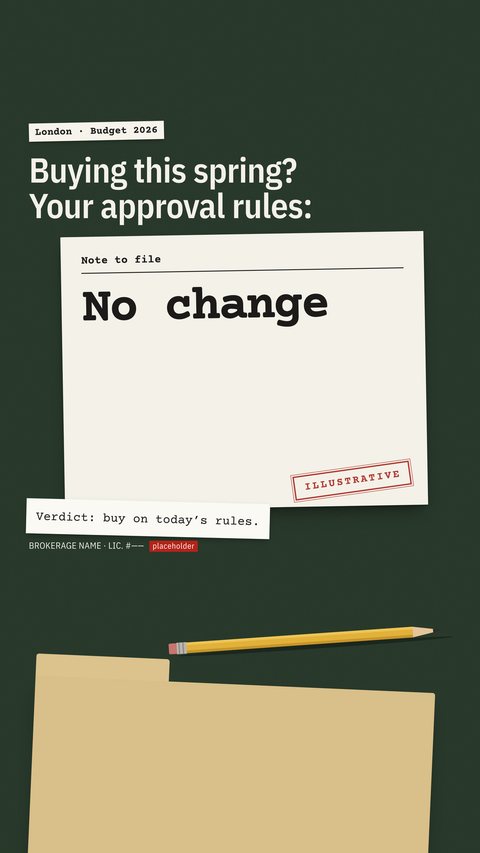 London · Budget 2026
Buying this spring?
Your approval rules:
Note to file
No change
ILLUSTRATIVE
Verdict: buy on today’s rules.
BROKERAGE NAME · LIC. #—— placeholder